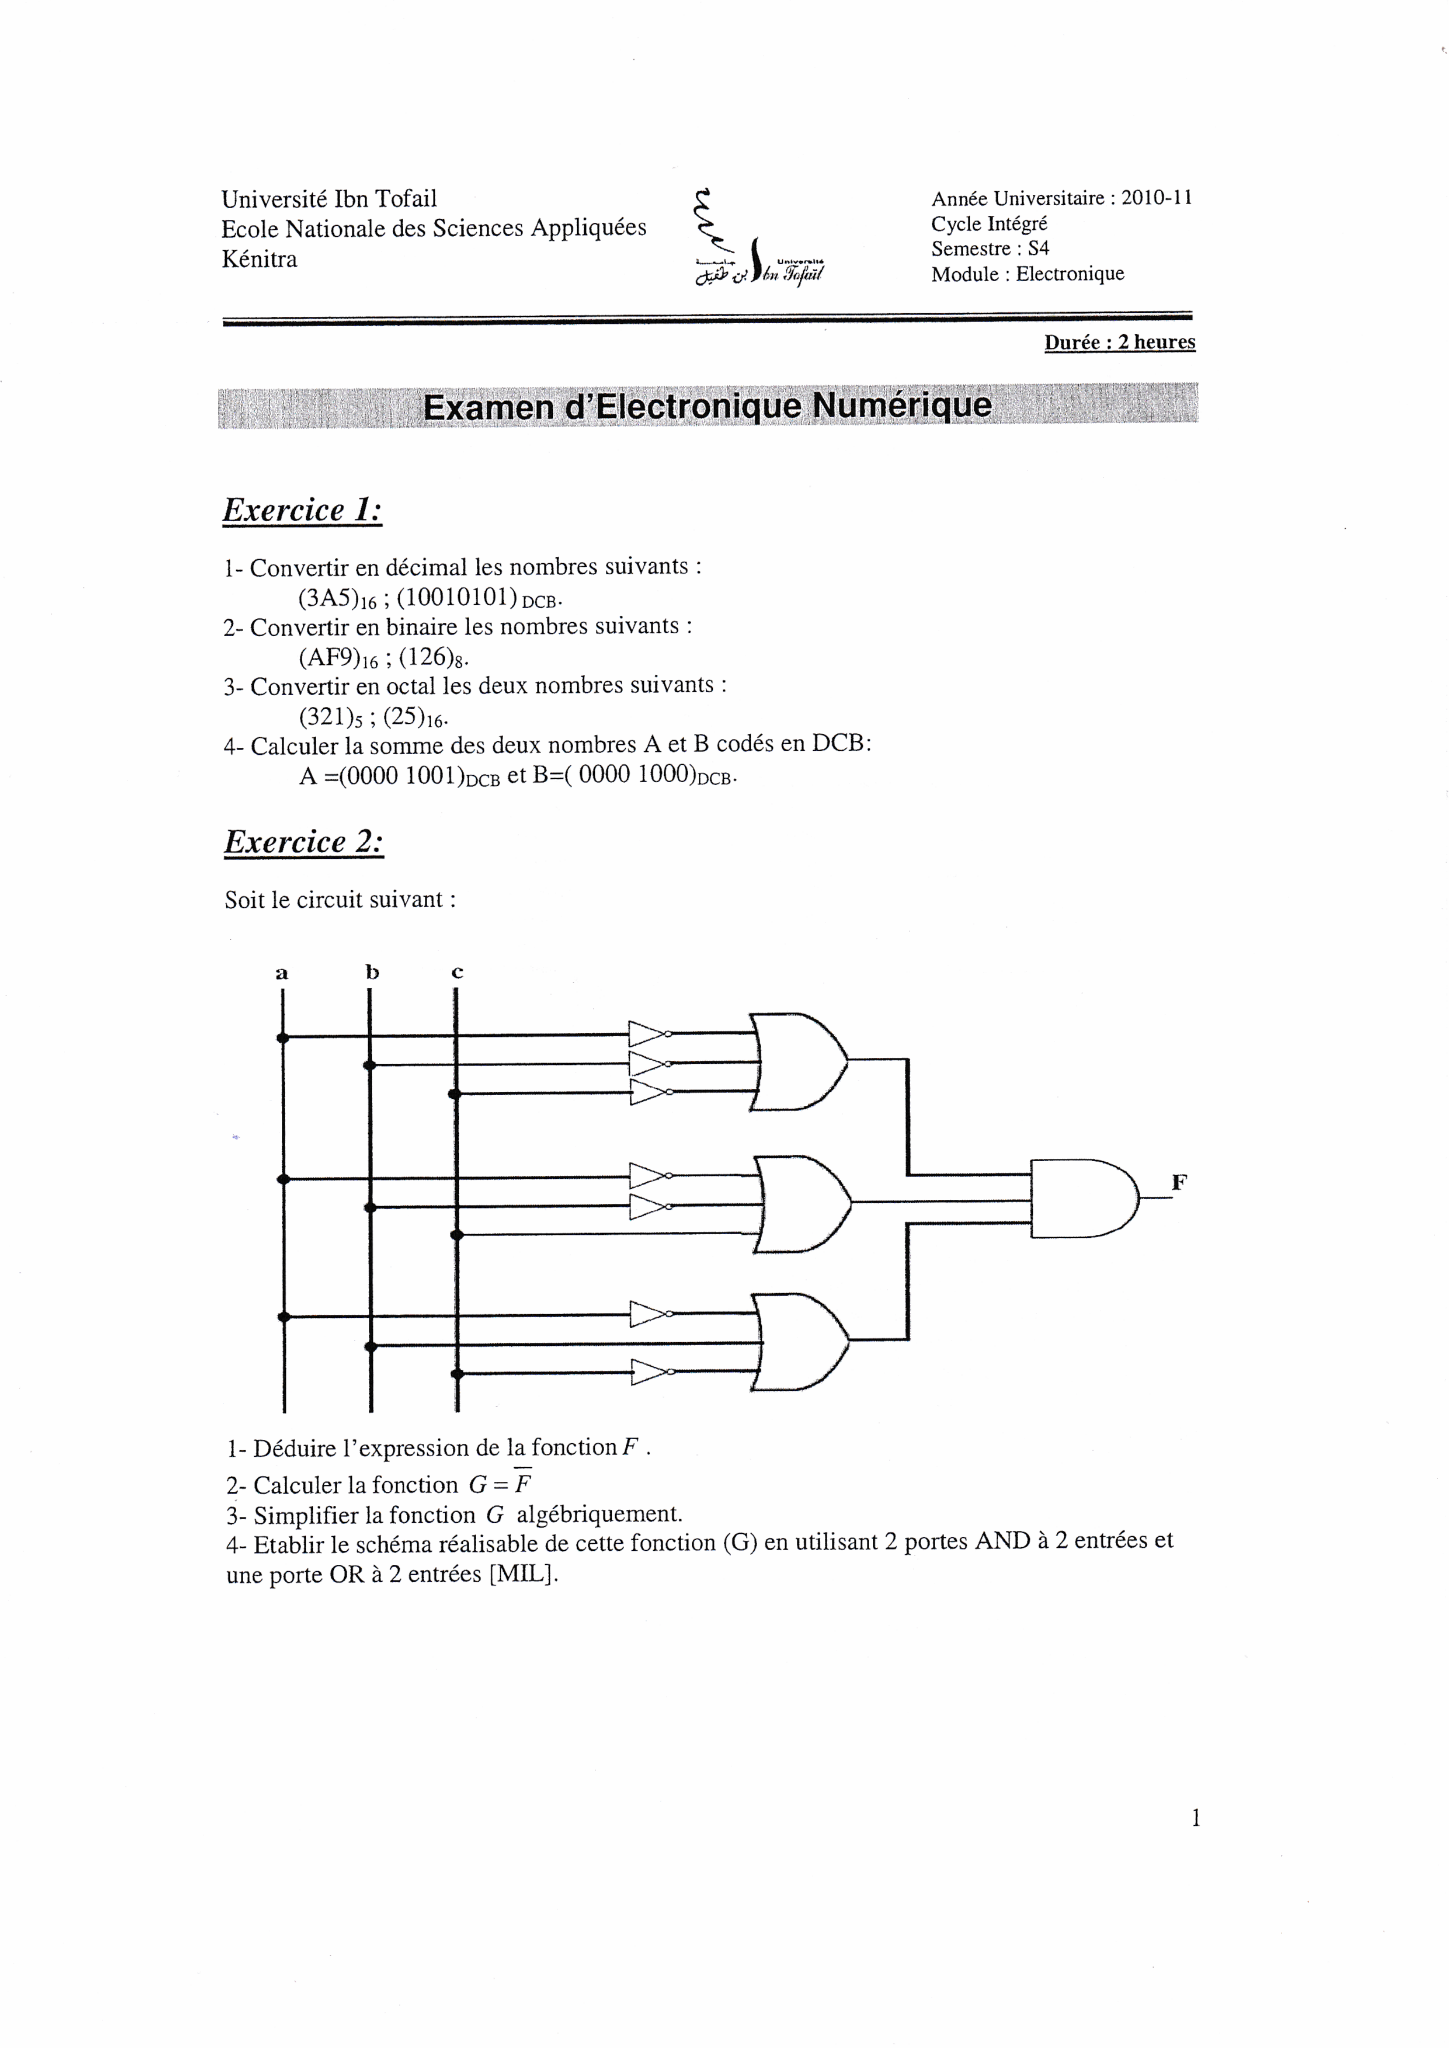 Université Ibn Tofail
Ecole Nationale des Sciences Appliquées
Kénitra
Université
جامعـــة
ابن طفيل
Ibn Tofaïl
Année Universitaire : 2010-11
Cycle Intégré
Semestre : S4
Module : Electronique
Durée : 2 heures
Examen d'Electronique Numérique
Exercice 1:
1- Convertir en décimal les nombres suivants :
(3A5)16 ; (10010101) DCB.
2- Convertir en binaire les nombres suivants :
(AF9)16 ; (126)8.
3- Convertir en octal les deux nombres suivants :
(321)5 ; (25)16.
4- Calculer la somme des deux nombres A et B codés en DCB:
A =(0000 1001)DCB et B=( 0000 1000)DCB.
Exercice 2:
Soit le circuit suivant :
a b c
F
1- Déduire l'expression de la fonction F .
2- Calculer la fonction G = F̅
3- Simplifier la fonction G algébriquement.
4- Etablir le schéma réalisable de cette fonction (G) en utilisant 2 portes AND à 2 entrées et
une porte OR à 2 entrées [MIL].
1